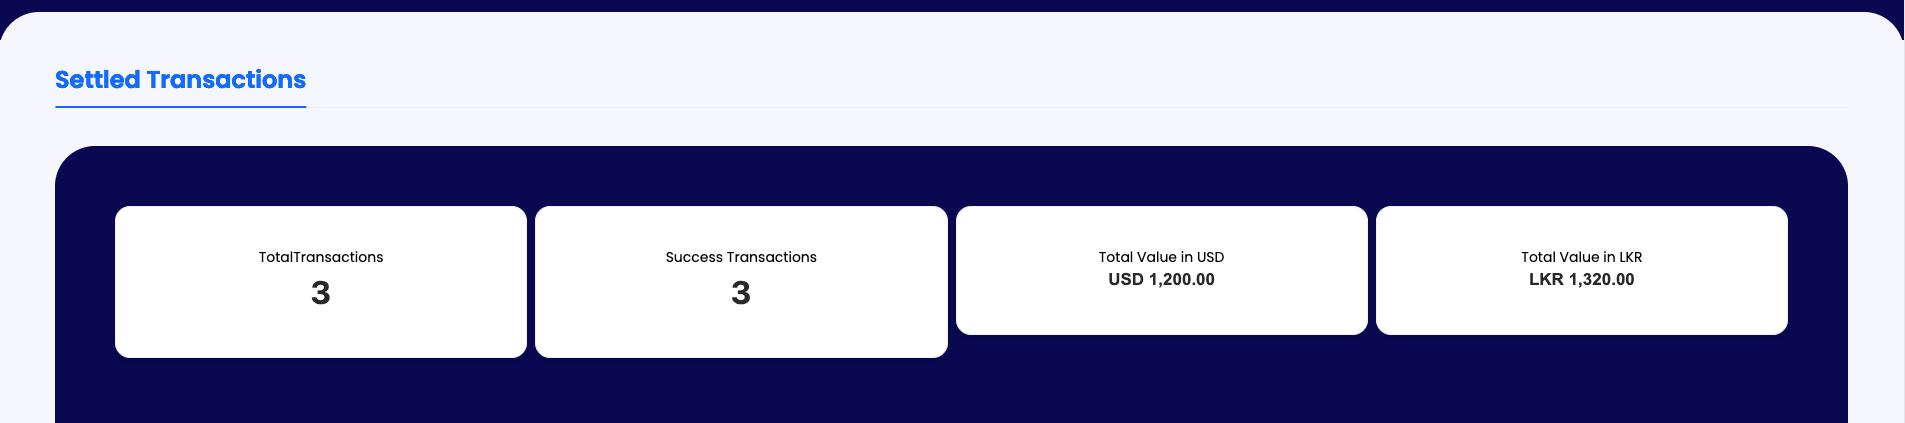 Settled Transactions
TotalTransactions
3
Success Transactions
3
Total Value in USD
USD 1,200.00
Total Value in LKR
LKR 1,320.00